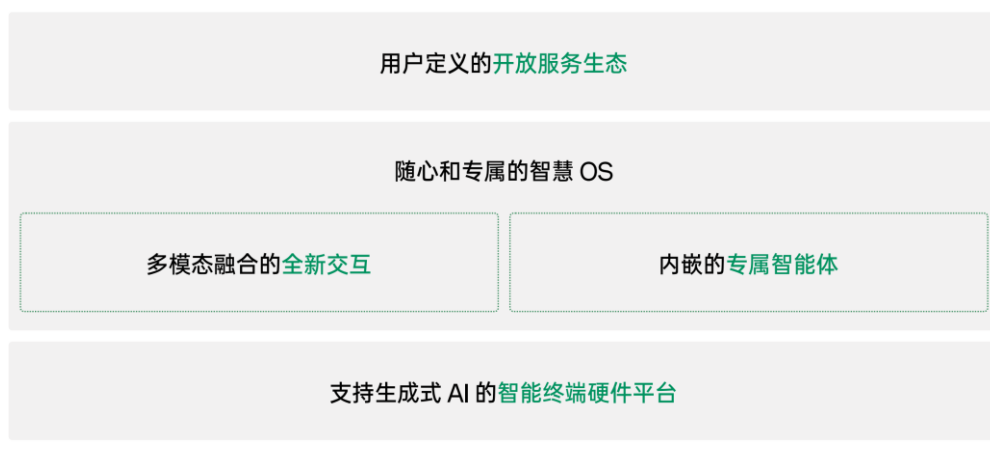 用户定义的开放服务生态
随心和专属的智慧 OS
多模态融合的全新交互
内嵌的专属智能体
支持生成式 AI 的智能终端硬件平台